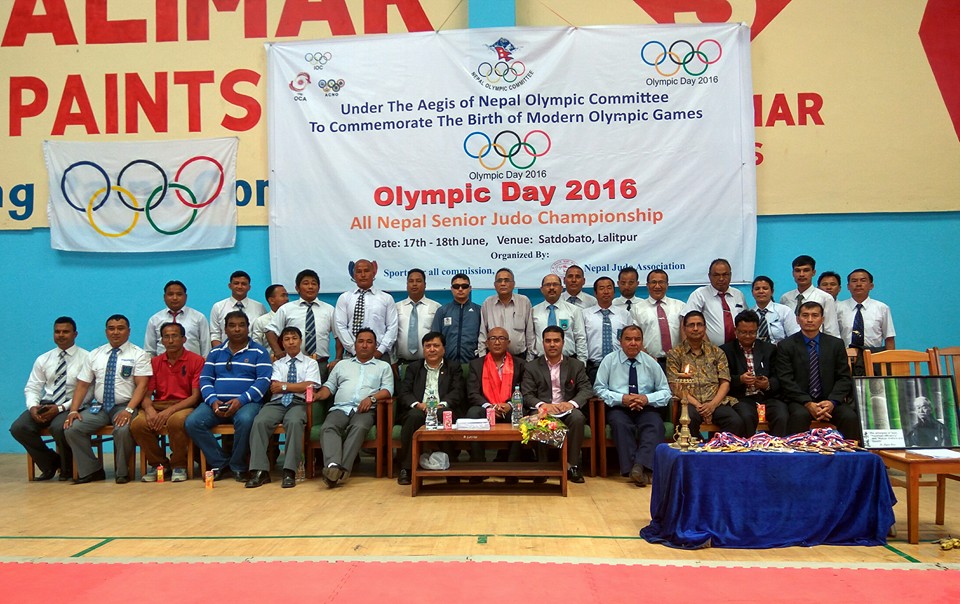 ALIMAR
PAINTS
IOC
OCA
ACNO
NEPAL OLYMPIC COMMITTEE
Olympic Day 2016
Under The Aegis of Nepal Olympic Committee
To Commemorate The Birth of Modern Olympic Games
Olympic Day 2016
Olympic Day 2016
All Nepal Senior Judo Championship
Date: 17th - 18th June, Venue: Satdobato, Lalitpur
Organized By:
all commission,
Nepal Judo Association
MAR
S
ng